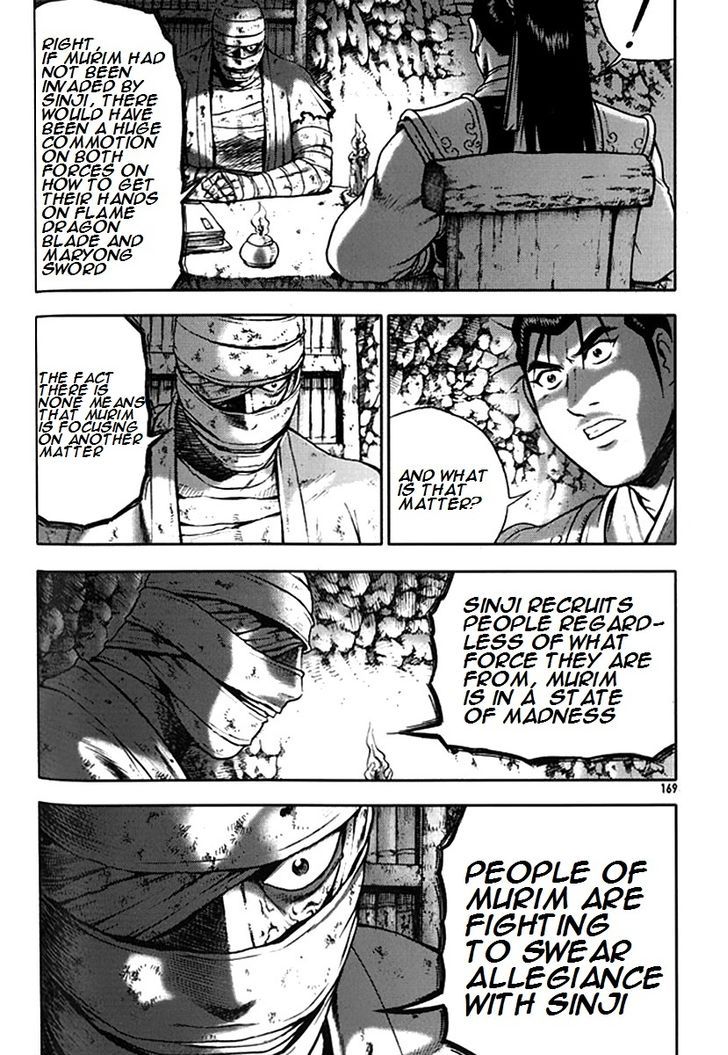 !
RIGHT,
IF MURIM HAD
NOT BEEN
INVADED BY
SINJI, THERE
WOULD HAVE
BEEN A HUGE
COMMOTION
ON BOTH
FORCES ON
HOW TO GET
THEIR HANDS
ON FLAME
DRAGON
BLADE AND
MARYONG
SWORD
THE FACT
THERE IS
NONE MEANS
THAT MURIM
IS FOCUSING
ON ANOTHER
MATTER
AND WHAT
IS THAT
MATTER?
SINJI RECRUITS
PEOPLE REGARD-
LESS OF WHAT
FORCE THEY ARE
FROM, MURIM
IS IN A STATE
OF MADNESS
169
PEOPLE OF
MURIM ARE
FIGHTING
TO SWEAR
ALLEGIANCE
WITH SINJI